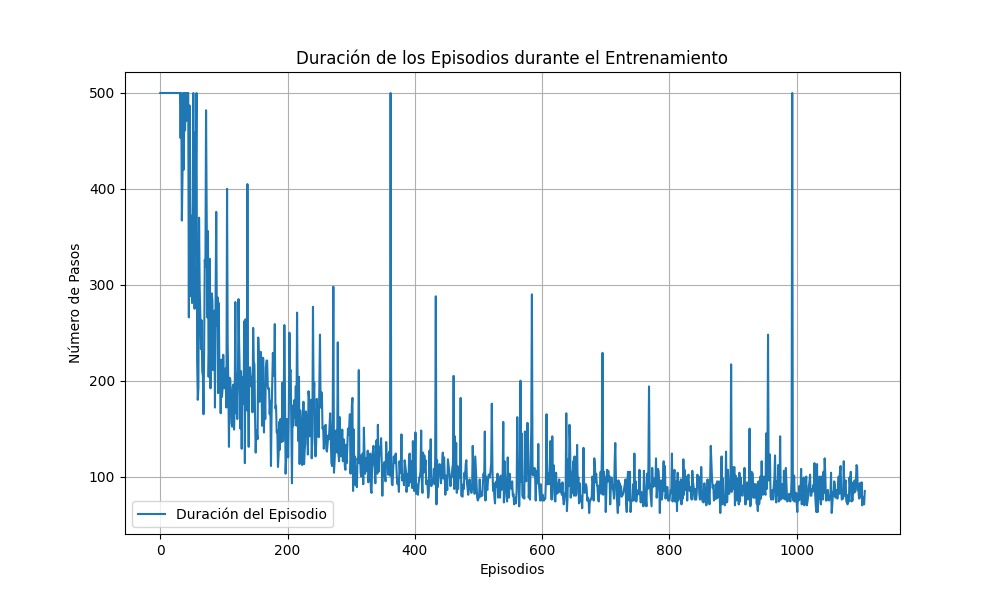 Duración de los Episodios durante el Entrenamiento
Número de Pasos
500
400
300
200
100
Duración del Episodio
0
200
400
600
800
1000
Episodios